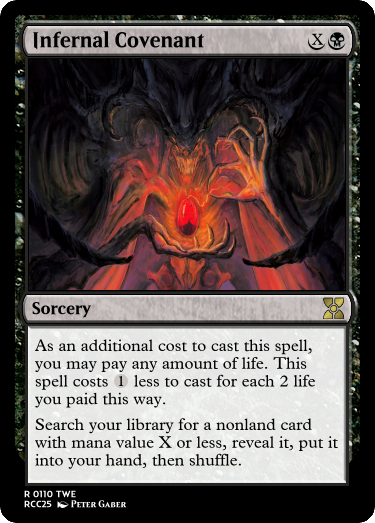 Infernal Covenant X
Sorcery
As an additional cost to cast this spell,
you may pay any amount of life. This
spell costs 1 less to cast for each 2 life
you paid this way.
Search your library for a nonland card
with mana value X or less, reveal it, put it
into your hand, then shuffle.
R 0110 TWE
RCC25 Peter Gaber